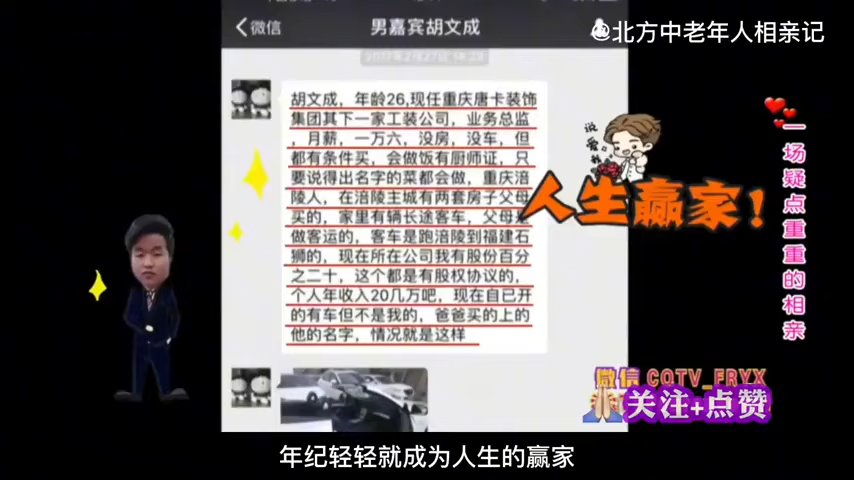 微信
男嘉宾胡文成
北方中老年人相亲记
胡文成，年龄26,现任重庆唐卡装饰
集团其下一家工装公司，业务总监
，月薪，一万六，没房，没车，但
都有条件买，会做饭有厨师证，只
要说得出名字的菜都会做，重庆涪
陵人，在涪陵主城有两套房子父母
买的，家里有辆长途客车，父母是
做客运的，客车是跑涪陵到福建石
狮的，现在所在公司我有股份百分
之二十，这个都是有股权协议的，
个人年收入20几万吧，现在自已开
的有车但不是我的，爸爸买的上的
他的名字，情况就是这样
说爱我
人生赢家！
一场疑点重重的相亲
微信 CQTV_FRYX
关注+点赞
年纪轻轻就成为人生的赢家